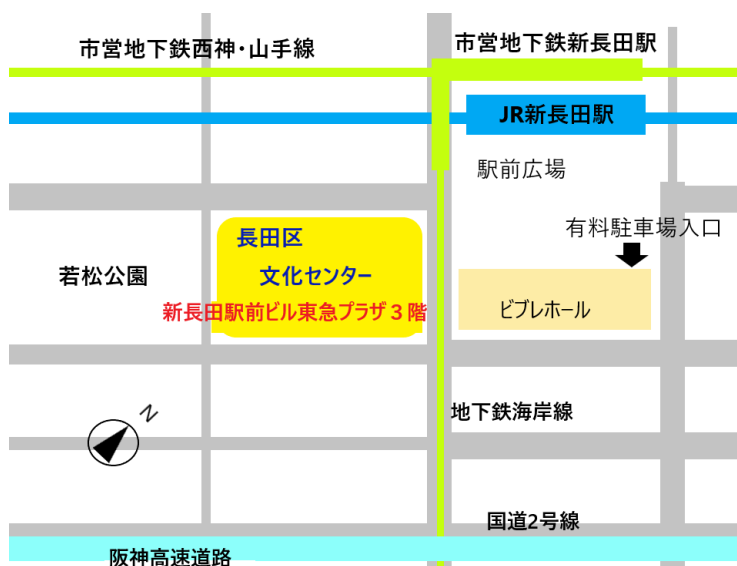 市営地下鉄西神・山手線
市営地下鉄新長田駅
JR新長田駅
駅前広場
有料駐車場入口
長田区
文化センター
若松公園
新長田駅前ビル東急プラザ3階
ビブレホール
地下鉄海岸線
N
国道2号線
阪神高速道路